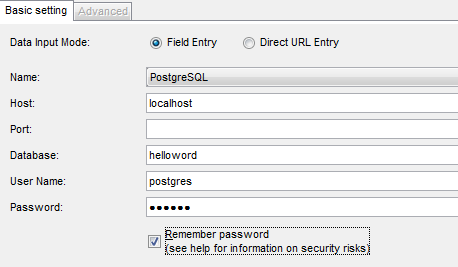 Basic setting Advanced
Data Input Mode: Field Entry Direct URL Entry
Name: PostgreSQL
Host: localhost
Port:
Database: helloword
User Name: postgres
Password: ●●●●●●
Remember password
(see help for information on security risks)